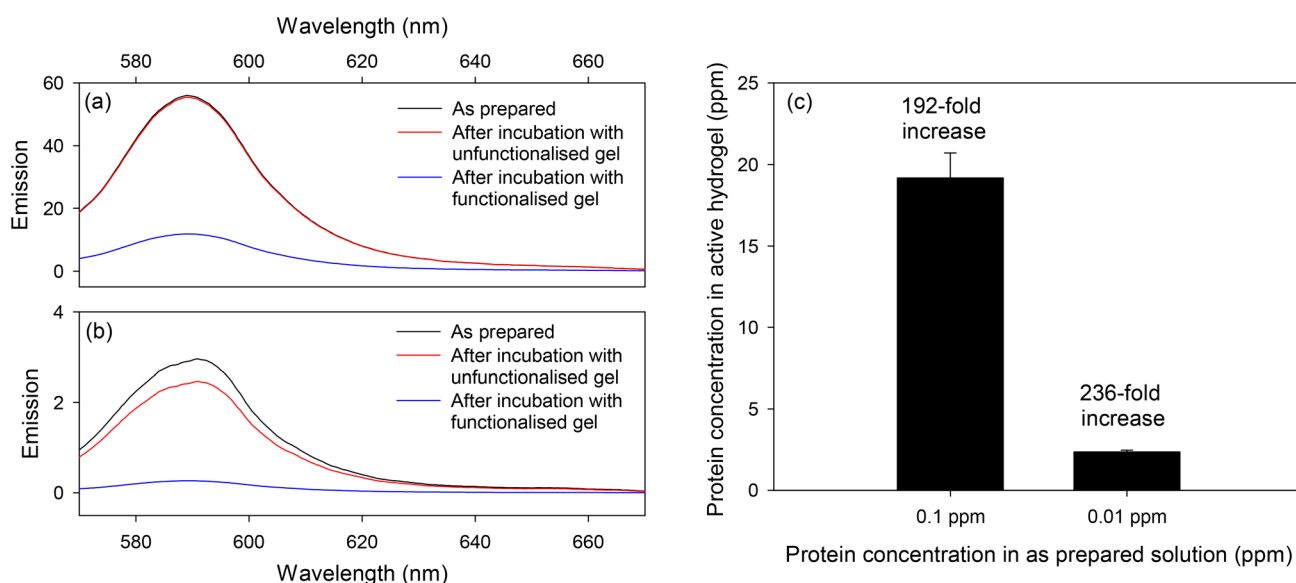 Wavelength (nm)
580 600 620 640 660
60
40
20
0
Emission
(a)
As prepared
After incubation with
unfunctionalised gel
After incubation with
functionalised gel
4
2
0
Emission
(b)
As prepared
After incubation with
unfunctionalised gel
After incubation with
functionalised gel
580 600 620 640 660
Wavelength (nm)
Protein concentration in active hydrogel (ppm)
25
20
15
10
5
0
(c)
192-fold
increase
236-fold
increase
0.1 ppm 0.01 ppm
Protein concentration in as prepared solution (ppm)